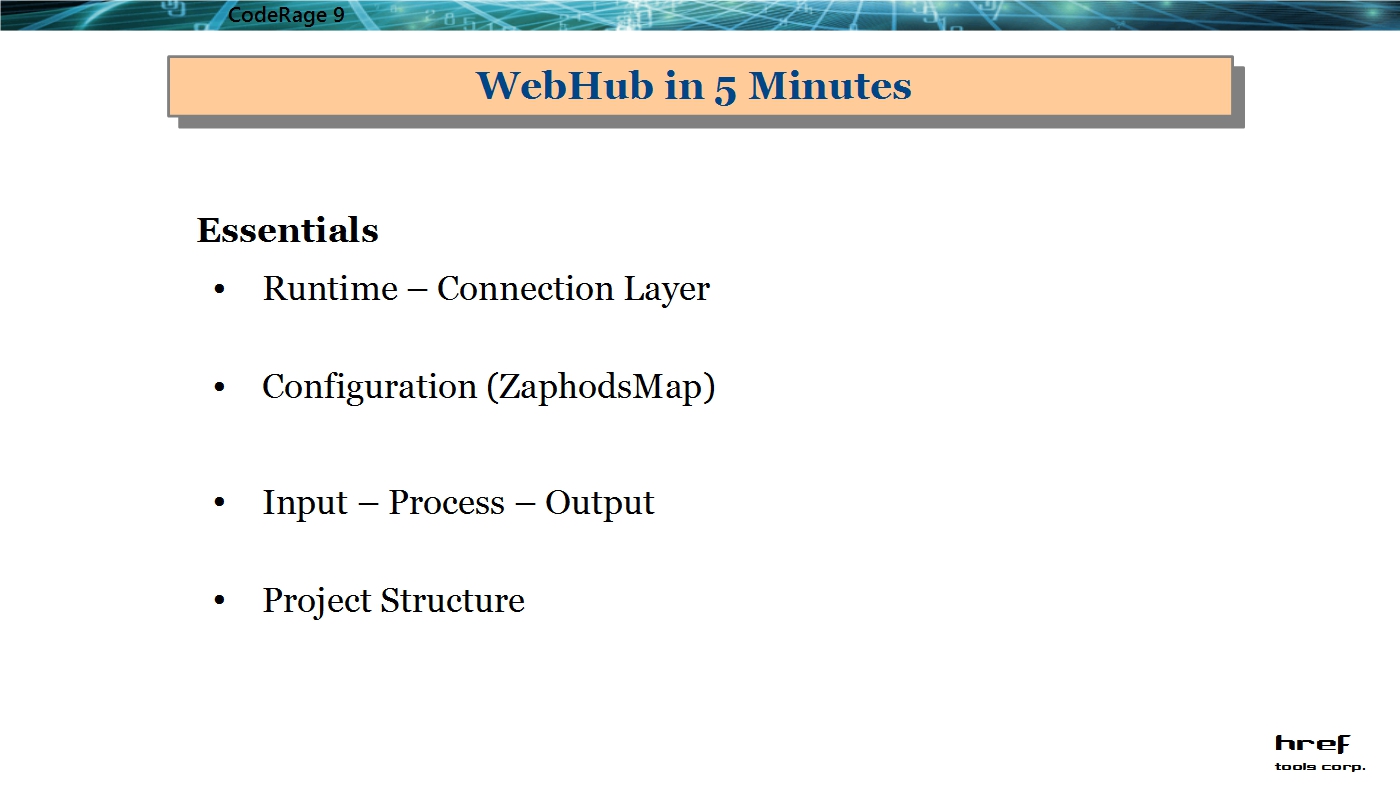 CodeRage 9
WebHub in 5 Minutes
Essentials
• Runtime – Connection Layer
• Configuration (ZaphodsMap)
• Input – Process – Output
• Project Structure
href
tools corp.